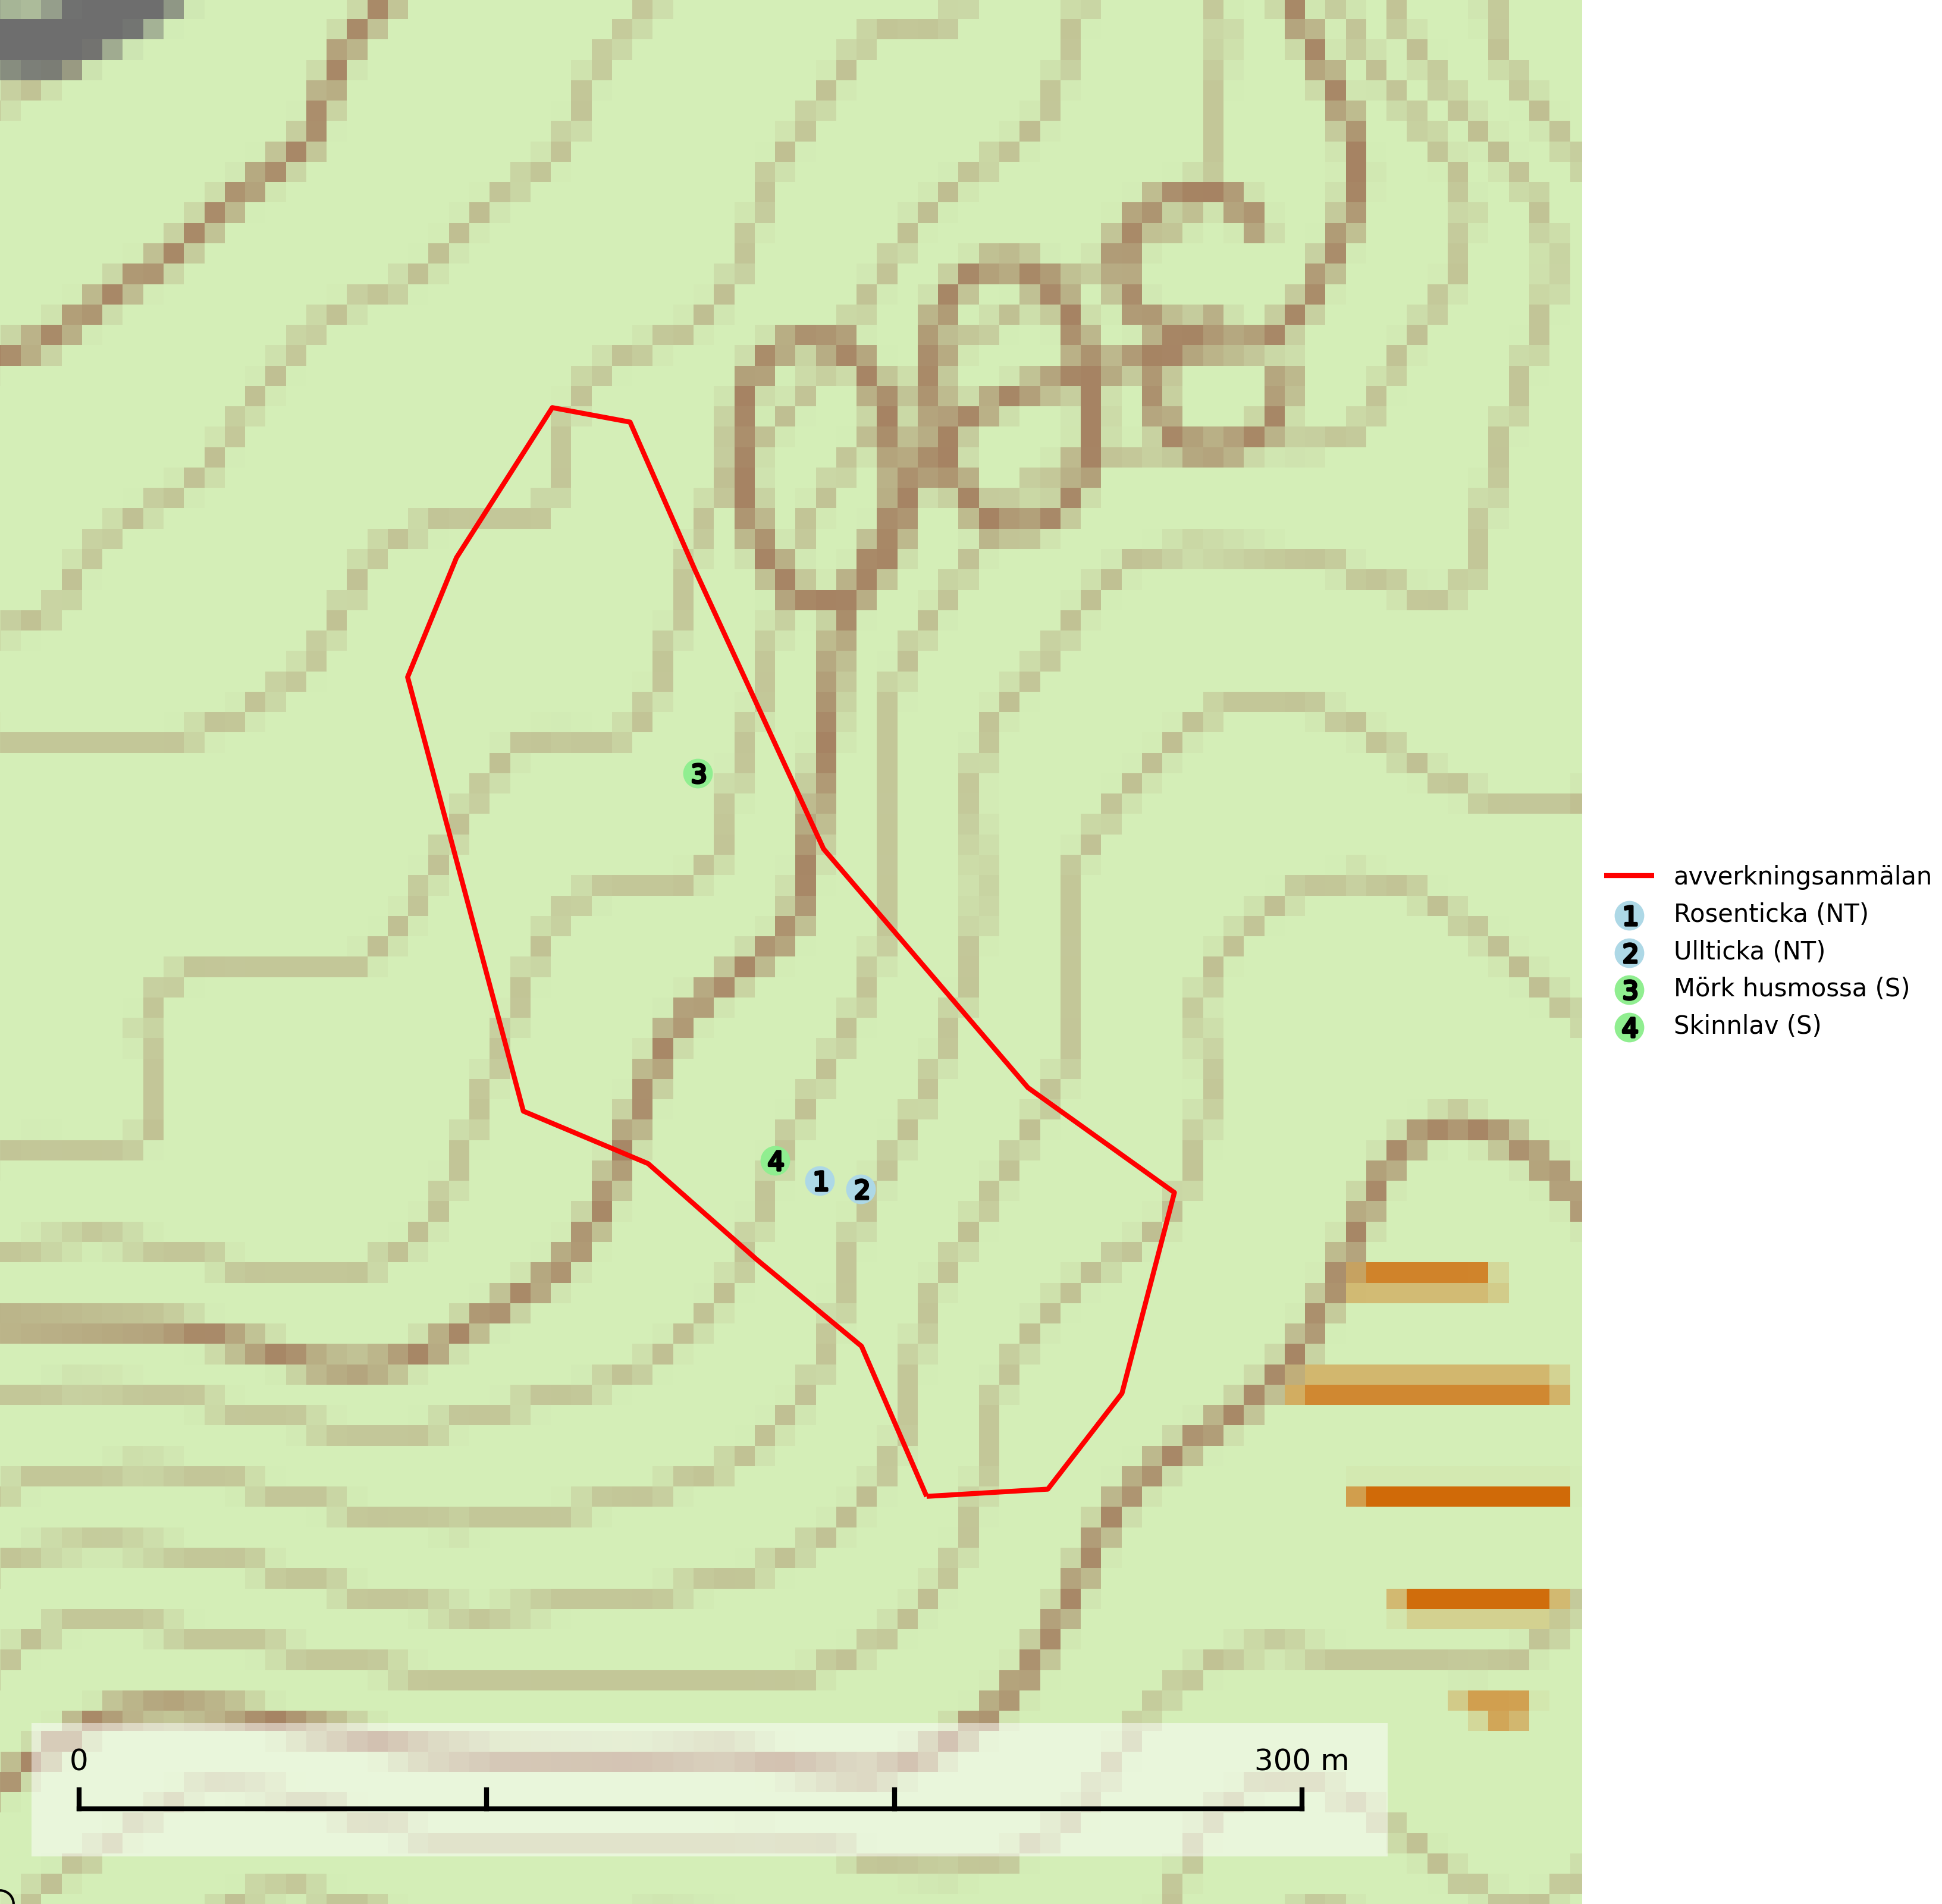 3
4
1
2
avverkningsanmälan
1 Rosenticka (NT)
2 Ullticka (NT)
3 Mörk husmossa (S)
4 Skinnlav (S)
0 300 m